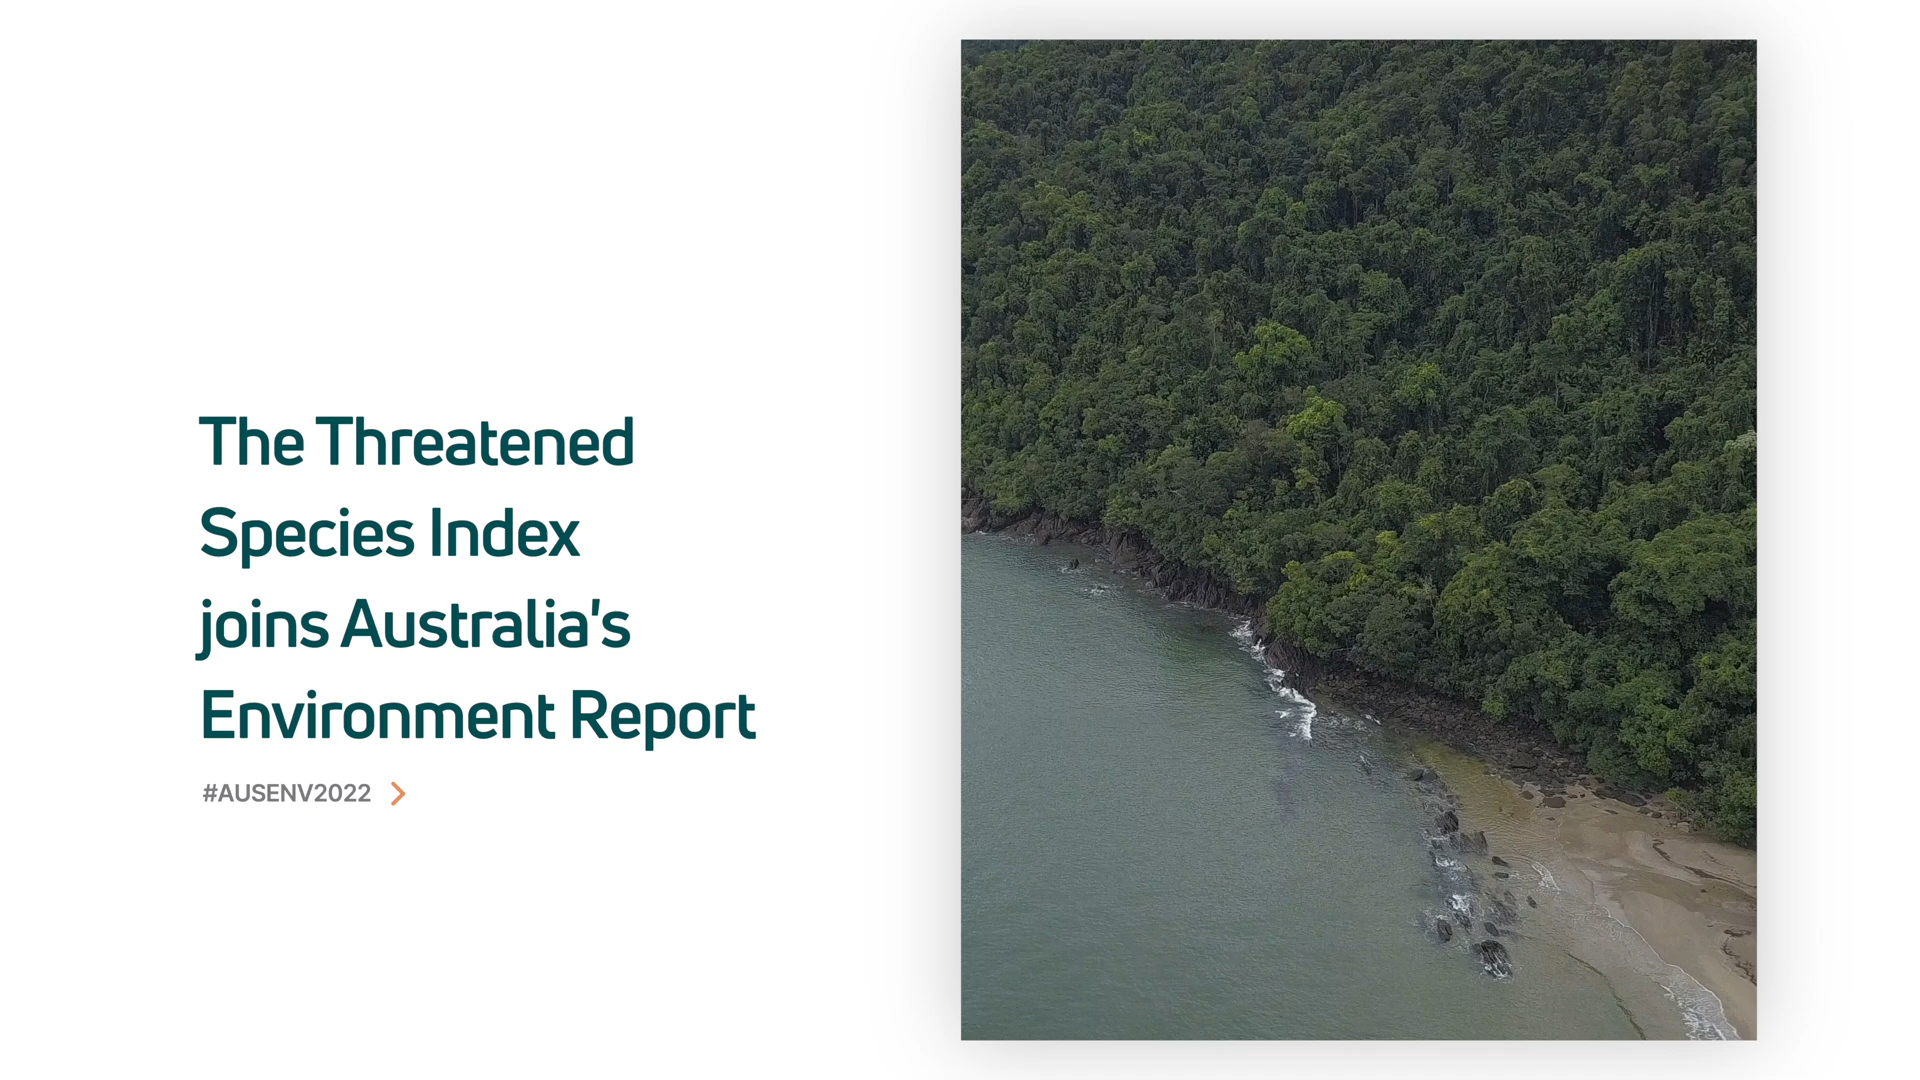 The Threatened
Species Index
joins Australia's
Environment Report
#AUSENV2022